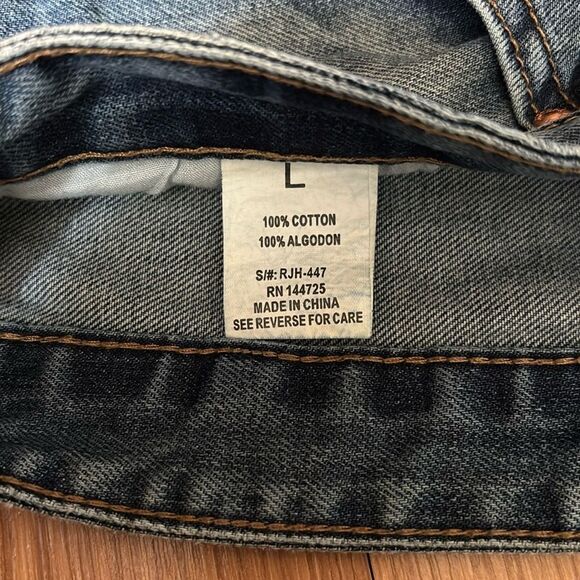 L
100% COTTON
100% ALGODON
S/#: RJH-447
RN 144725
MADE IN CHINA
SEE REVERSE FOR CARE